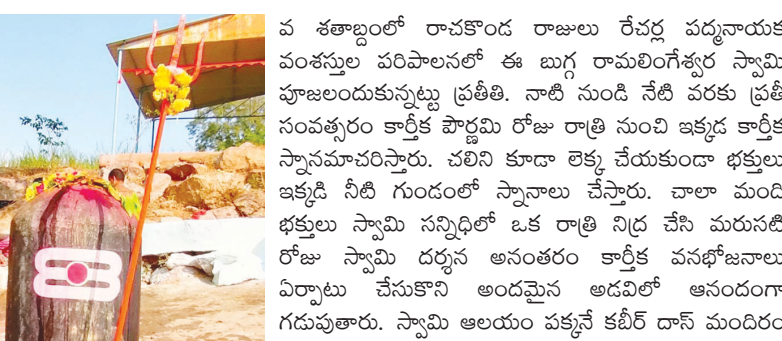 వ శతాబ్దంలో రాచకొండ రాజులు రేచర్ల పద్మనాయక
వంశస్తుల పరిపాలనలో ఈ బుగ్గ రామలింగేశ్వర స్వామి
పూజలందుకున్నట్టు ప్రతీతి. నాటి నుండి నేటి వరకు ప్రతీ
సంవత్సరం కార్తీక పౌర్ణమి రోజు రాత్రి నుంచి ఇక్కడ కార్తీక
స్నానమాచరిస్తారు. చలిని కూడా లెక్క చేయకుండా భక్తులు
ఇక్కడి నీటి గుండంలో స్నానాలు చేస్తారు. చాలా మంది
భక్తులు స్వామి సన్నిధిలో ఒక రాత్రి నిద్ర చేసి మరుసటి
రోజు స్వామి దర్శన అనంతరం కార్తీక వనభోజనాలు
ఏర్పాటు చేసుకొని అందమైన అడవిలో ఆనందంగా
గడుపుతారు. స్వామి ఆలయం పక్కనే కబీర్ దాస్ మందిరం